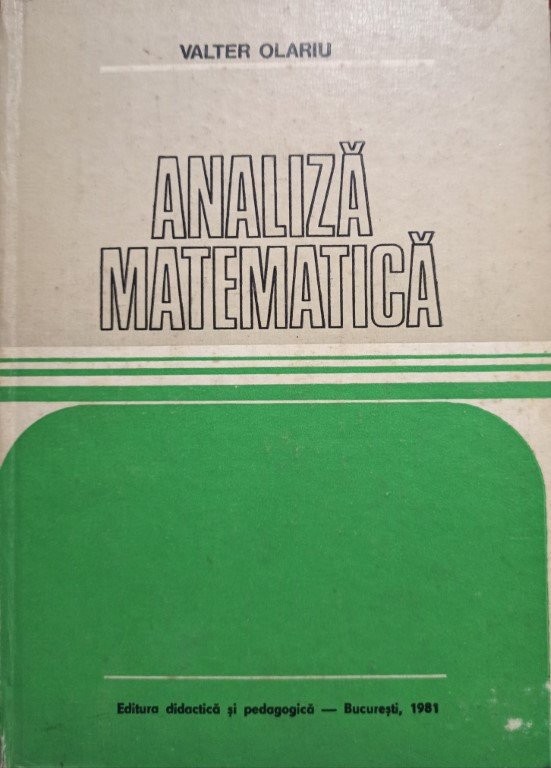 VALTER OLARIU
ANALIZĂ
MATEMATICĂ
Editura didactică și pedagogică — București, 1981